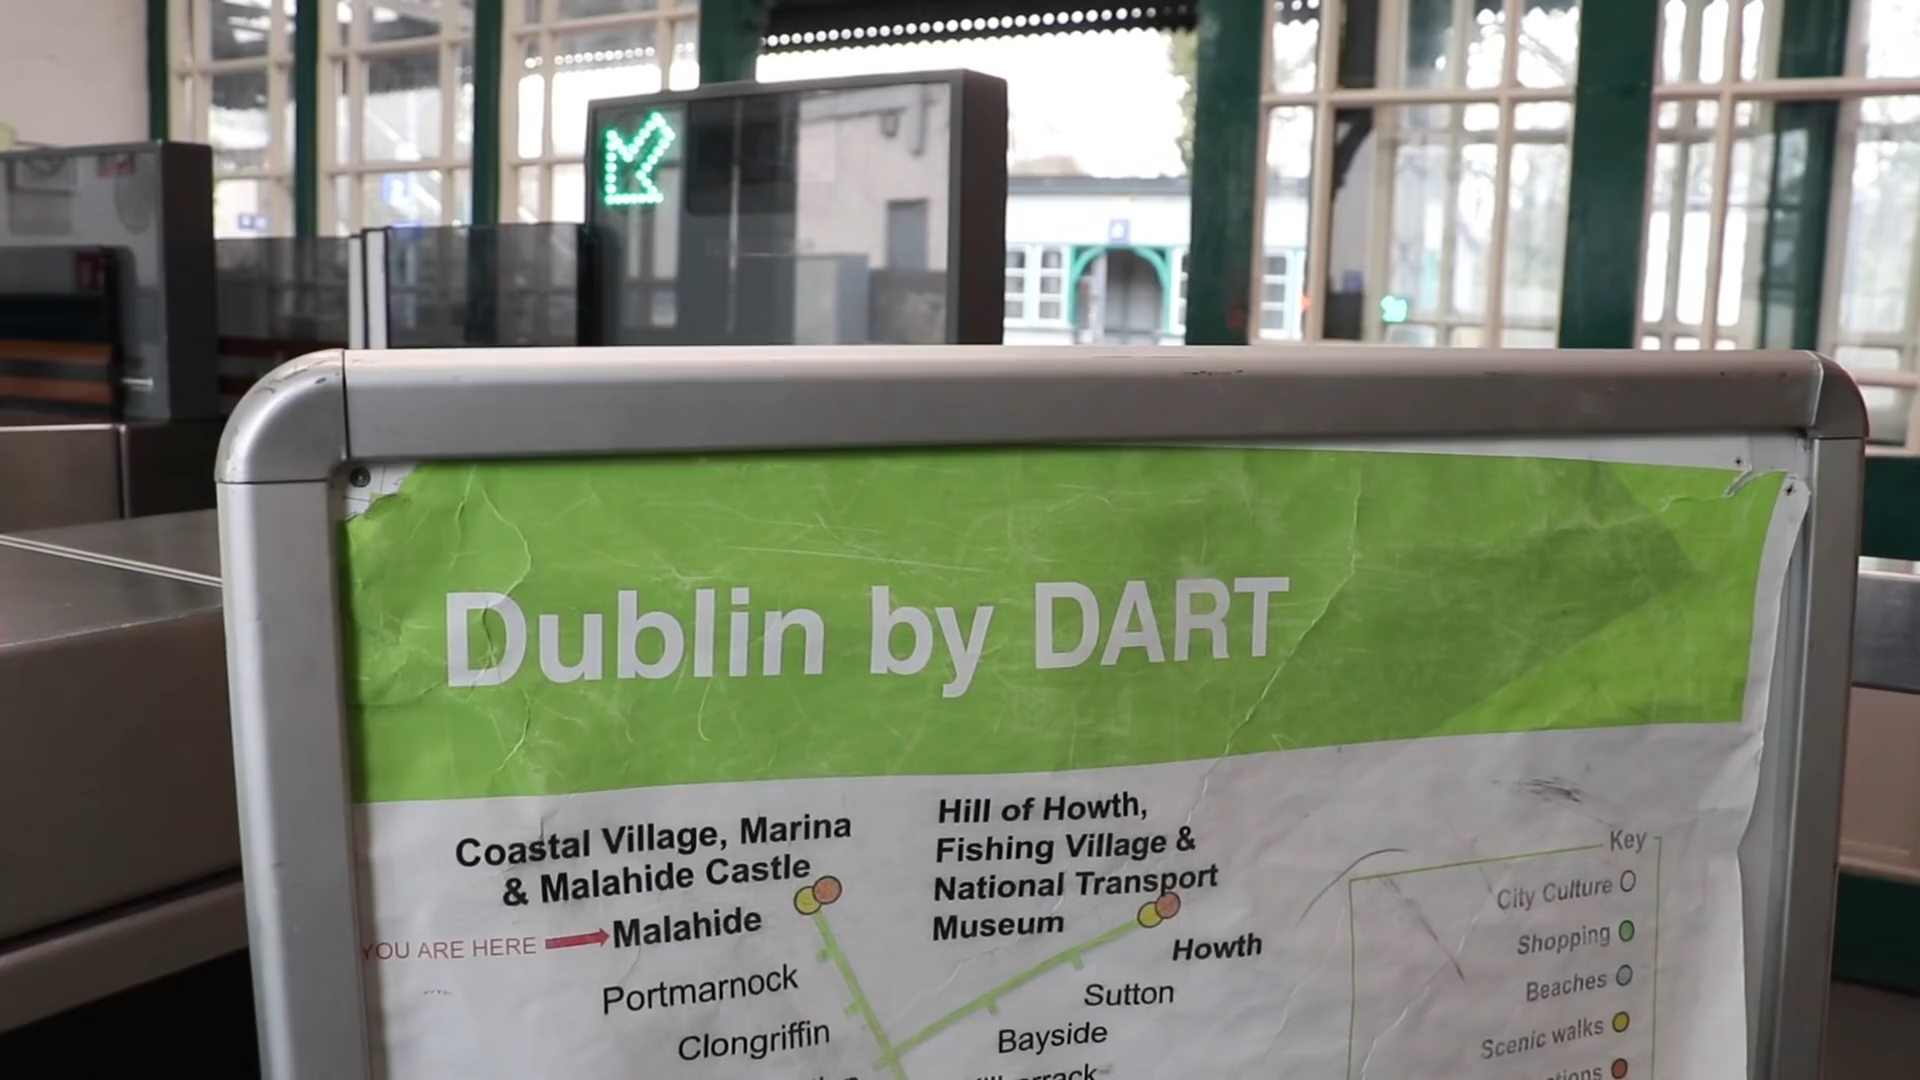 Dublin by DART
Coastal Village, Marina
& Malahide Castle
YOU ARE HERE
Malahide
Portmarnock
Clongriffin
Hill of Howth,
Fishing Village &
National Transport
Museum
Howth
Sutton
Bayside
Key
City Culture
Shopping
Beaches
Scenic walks